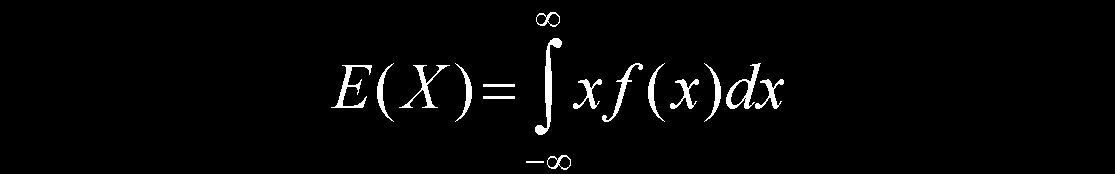 E(X) = ∫_{-∞}^{∞} x f(x)dx